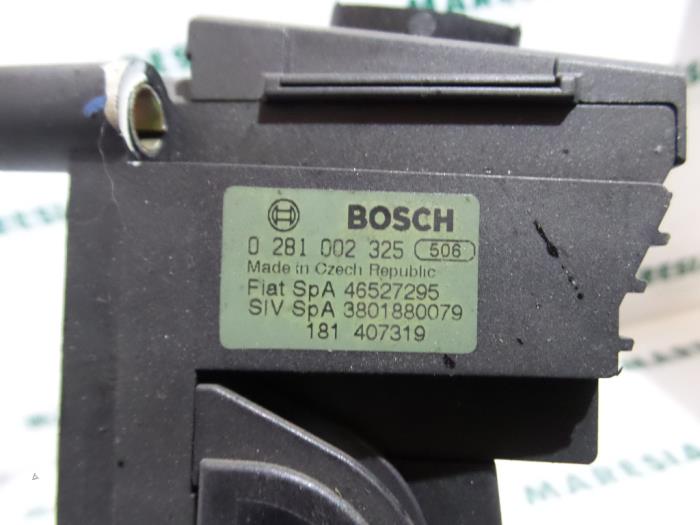 BOSCH
0 281 002 325 506
Made in Czech Republic
Fiat SpA 46527295
SIV SpA 3801880079
181 407319